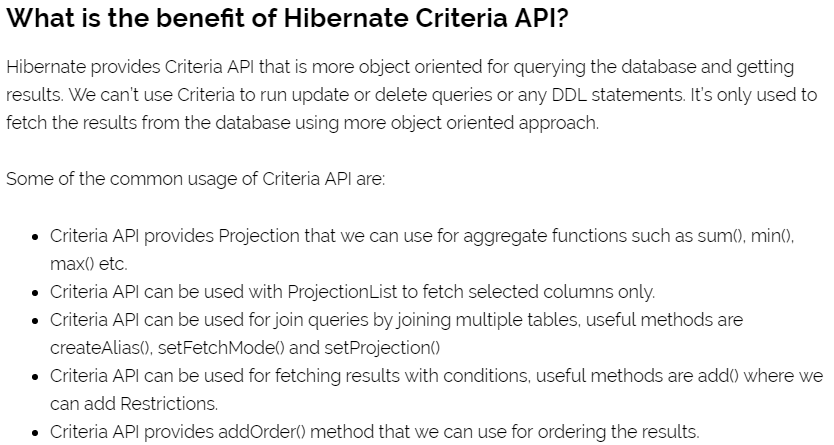 What is the benefit of Hibernate Criteria API?
Hibernate provides Criteria API that is more object oriented for querying the database and getting
results. We can't use Criteria to run update or delete queries or any DDL statements. It's only used to
fetch the results from the database using more object oriented approach.
Some of the common usage of Criteria API are:
• Criteria API provides Projection that we can use for aggregate functions such as sum(), min(),
max() etc.
• Criteria API can be used with ProjectionList to fetch selected columns only.
• Criteria API can be used for join queries by joining multiple tables, useful methods are
createAlias(), setFetchMode() and setProjection()
• Criteria API can be used for fetching results with conditions, useful methods are add() where we
can add Restrictions.
• Criteria API provides addOrder() method that we can use for ordering the results.